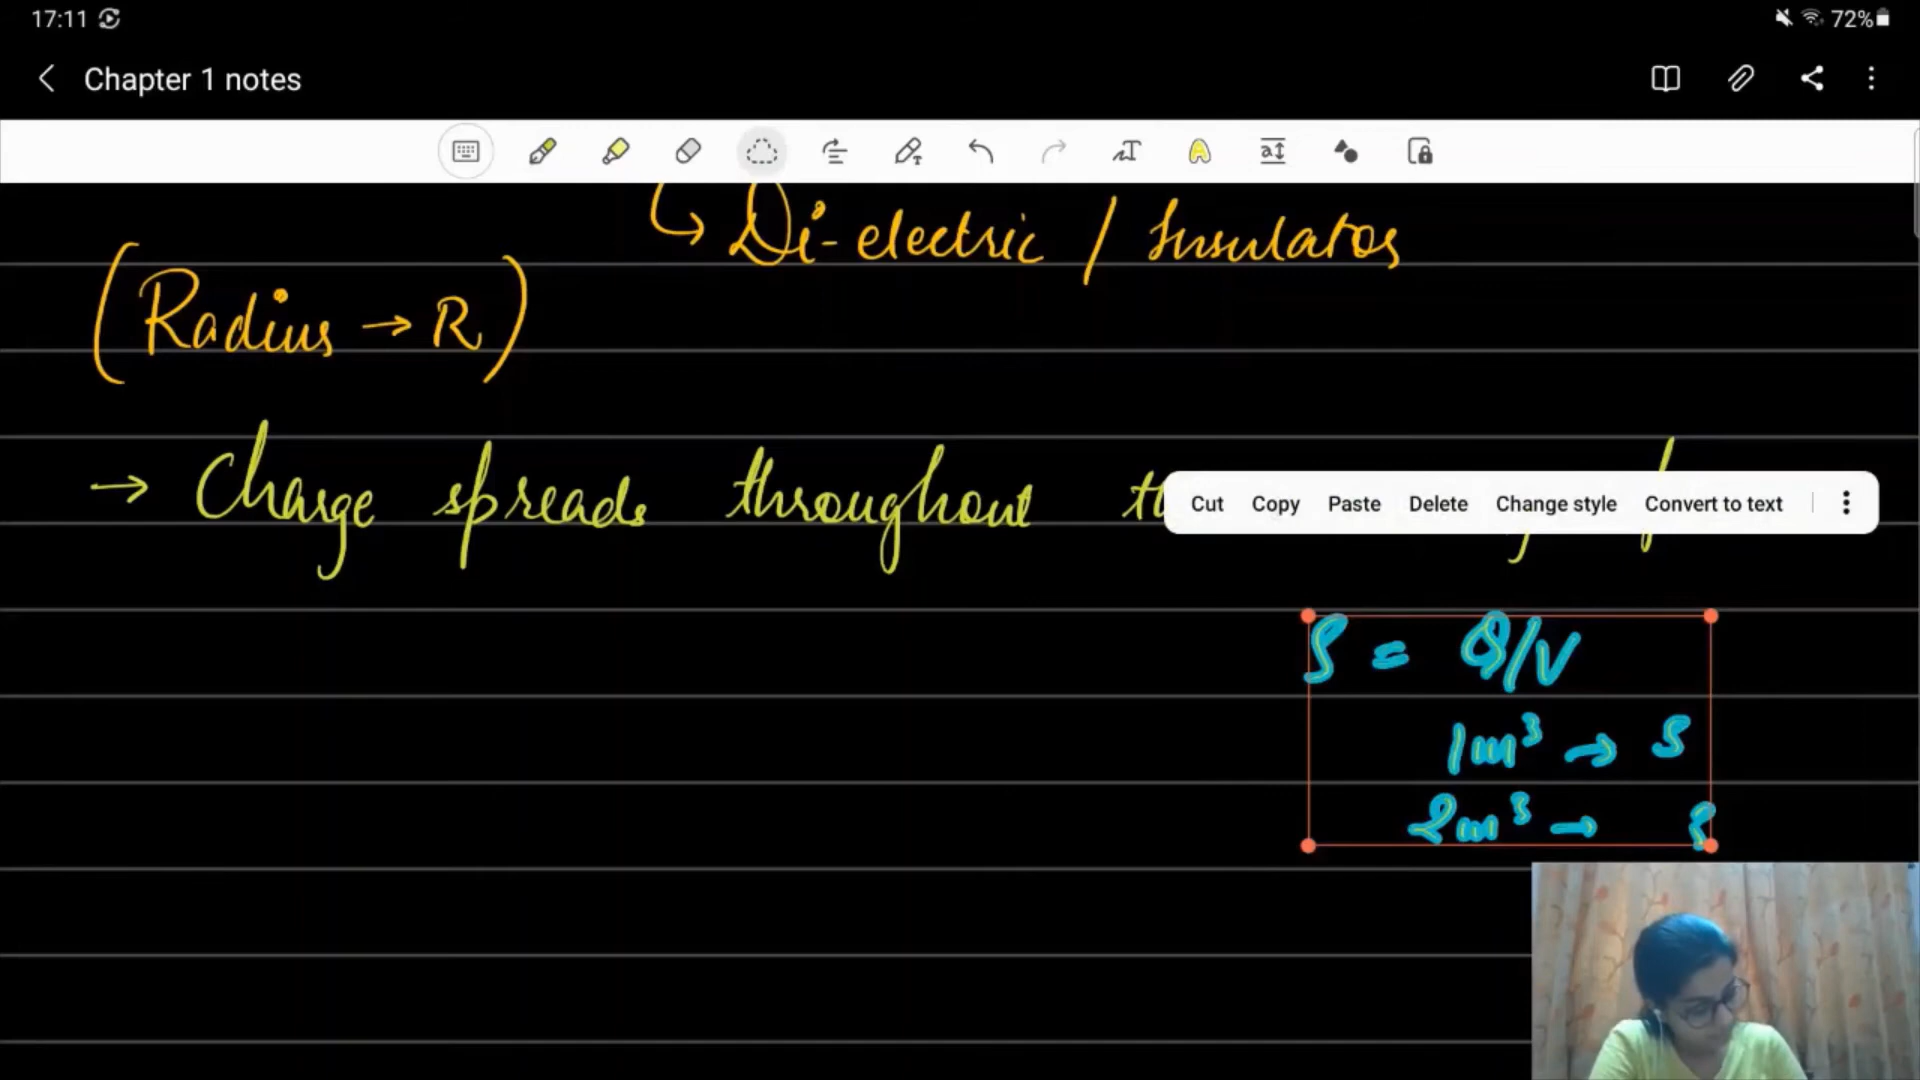 17:11 72%
Chapter 1 notes
Di-electric / Insulator
(Radius → R)
→ Charge spreads throughout
Cut Copy Paste Delete Change style Convert to text
ρ = Q/V
1m³ → ρ
2m³ → ρ